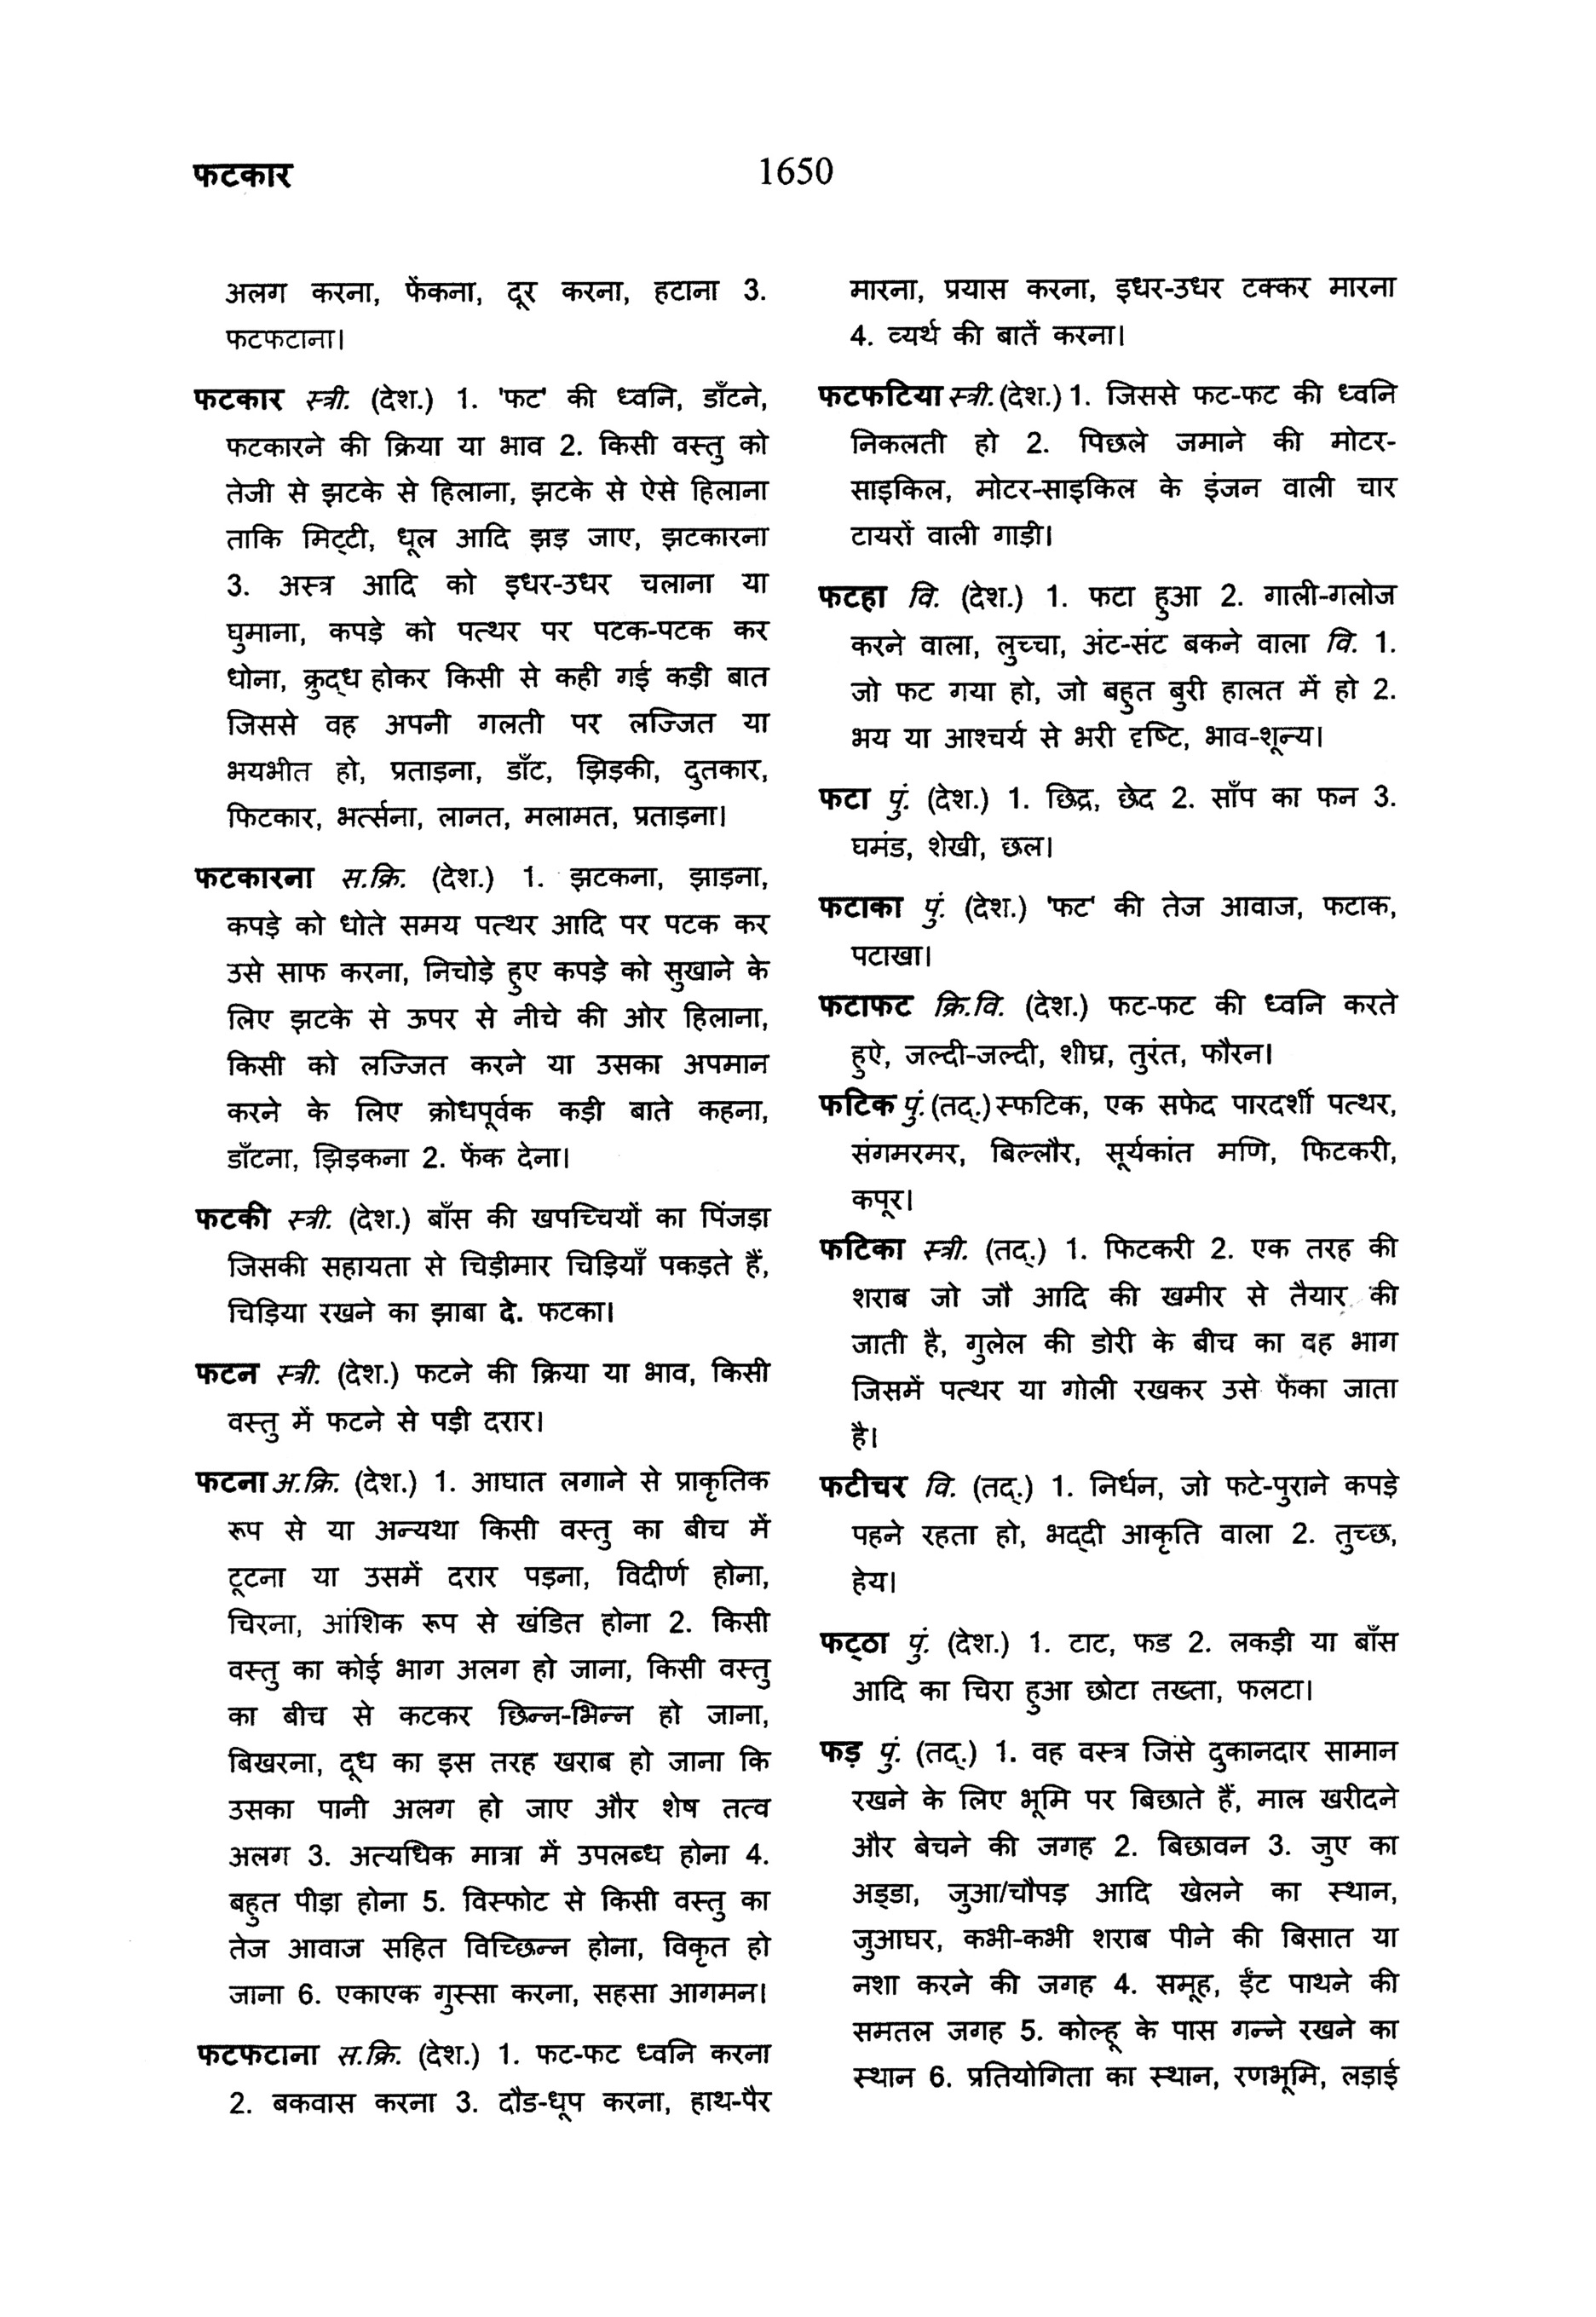 फटकार
1650
अलग करना, फेंकना, दूर करना, हटाना 3.
फटफटाना।
फटकार स्त्री. (देश.) 1. 'फट' की ध्वनि, डाँटने,
फटकारने की क्रिया या भाव 2. किसी वस्तु को
तेजी से झटके से हिलाना, झटके से ऐसे हिलाना
ताकि मिट्टी, धूल आदि झड़ जाए, झटकारना
3. अस्त्र आदि को इधर-उधर चलाना या
घुमाना, कपड़े को पत्थर पर पटक-पटक कर
धोना, क्रुद्ध होकर किसी से कही गई कड़ी बात
जिससे वह अपनी गलती पर लज्जित या
भयभीत हो, प्रताड़ना, डाँट, झिड़की, दुतकार,
फिटकार, भर्त्सना, लानत, मलामत, प्रताड़ना।
फटकारना स.क्रि. (देश.) 1. झटकना, झाड़ना,
कपड़े को धोते समय पत्थर आदि पर पटक कर
उसे साफ करना, निचोड़े हुए कपड़े को सुखाने के
लिए झटके से ऊपर से नीचे की ओर हिलाना,
किसी को लज्जित करने या उसका अपमान
करने के लिए क्रोधपूर्वक कड़ी बाते कहना,
डाँटना, झिड़कना 2. फेंक देना।
फटकी स्त्री. (देश.) बाँस की खपच्चियों का पिंजड़ा
जिसकी सहायता से चिड़ीमार चिड़ियाँ पकड़ते हैं,
चिड़िया रखने का झाबा दे. फटका।
फटन स्त्री. (देश.) फटने की क्रिया या भाव, किसी
वस्तु में फटने से पड़ी दरार।
फटना अ.क्रि. (देश.) 1. आघात लगाने से प्राकृतिक
रूप से या अन्यथा किसी वस्तु का बीच में
टूटना या उसमें दरार पड़ना, विदीर्ण होना,
चिरना, आंशिक रूप से खंडित होना 2. किसी
वस्तु का कोई भाग अलग हो जाना, किसी वस्तु
का बीच से कटकर छिन्न-भिन्न हो जाना,
बिखरना, दूध का इस तरह खराब हो जाना कि
उसका पानी अलग हो जाए और शेष तत्व
अलग 3. अत्यधिक मात्रा में उपलब्ध होना 4.
बहुत पीड़ा होना 5. विस्फोट से किसी वस्तु का
तेज आवाज सहित विच्छिन्न होना, विकृत हो
जाना 6. एकाएक गुस्सा करना, सहसा आगमन।
फटफटाना स.क्रि. (देश.) 1. फट-फट ध्वनि करना
2. बकवास करना 3. दौड-धूप करना, हाथ-पैर
मारना, प्रयास करना, इधर-उधर टक्कर मारना
4. व्यर्थ की बातें करना।
फटफटिया स्त्री. (देश.) 1. जिससे फट-फट की ध्वनि
निकलती हो 2. पिछले जमाने की मोटर-
साइकिल, मोटर-साइकिल के इंजन वाली चार
टायरों वाली गाड़ी।
फटहा वि. (देश.) 1. फटा हुआ 2. गाली-गलोज
करने वाला, लुच्चा, अंट-संट बकने वाला वि. 1.
जो फट गया हो, जो बहुत बुरी हालत में हो 2.
भय या आश्चर्य से भरी दृष्टि, भाव-शून्य।
फटा पुं. (देश.) 1. छिद्र, छेद 2. साँप का फन 3.
घमंड, शेखी, छल।
फटाका पुं. (देश.) 'फट' की तेज आवाज, फटाक,
पटाखा।
फटाफट क्रि.वि. (देश.) फट-फट की ध्वनि करते
हुऐ, जल्दी-जल्दी, शीघ्र, तुरंत, फौरन।
फटिक पुं. (तद्.) स्फटिक, एक सफेद पारदर्शी पत्थर,
संगमरमर, बिल्लौर, सूर्यकांत मणि, फिटकरी,
कपूर।
फटिका स्त्री. (तद्.) 1. फिटकरी 2. एक तरह की
शराब जो जौ आदि की खमीर से तैयार की
जाती है, गुलेल की डोरी के बीच का वह भाग
जिसमें पत्थर या गोली रखकर उसे फेंका जाता
है।
फटीचर वि. (तद्.) 1. निर्धन, जो फटे-पुराने कपड़े
पहने रहता हो, भद्दी आकृति वाला 2. तुच्छ,
हेय।
फट्ठा पुं. (देश.) 1. टाट, फड 2. लकड़ी या बाँस
आदि का चिरा हुआ छोटा तख्ता, फलटा।
फड़ पुं. (तद्.) 1. वह वस्त्र जिसे दुकानदार सामान
रखने के लिए भूमि पर बिछाते हैं, माल खरीदने
और बेचने की जगह 2. बिछावन 3. जुए का
अड्डा, जुआ/चौपड़ आदि खेलने का स्थान,
जुआघर, कभी-कभी शराब पीने की बिसात या
नशा करने की जगह 4. समूह, ईंट पाथने की
समतल जगह 5. कोल्हू के पास गन्ने रखने का
स्थान 6. प्रतियोगिता का स्थान, रणभूमि, लड़ाई